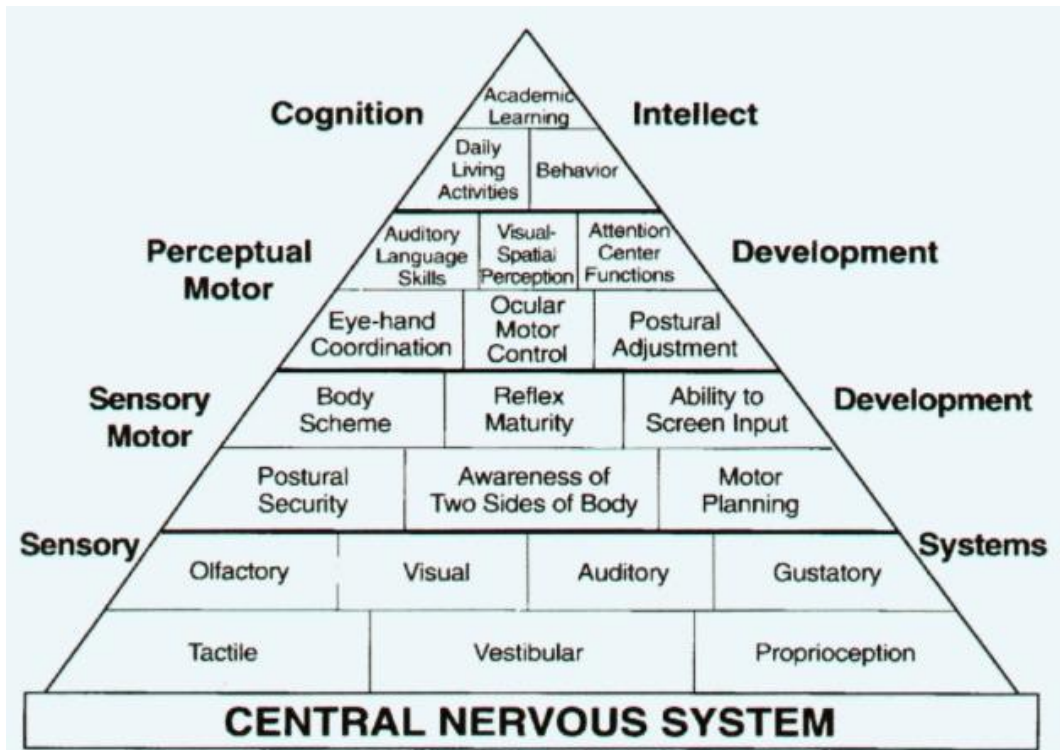 Cognition
Intellect
Academic
Learning
Daily
Living
Activities
Behavior
Perceptual
Motor
Development
Auditory
Language
Skills
Visual-
Spatial
Perception
Attention
Center
Functions
Eye-hand
Coordination
Ocular
Motor
Control
Postural
Adjustment
Sensory
Motor
Development
Body
Scheme
Reflex
Maturity
Ability to
Screen Input
Postural
Security
Awareness of
Two Sides of Body
Motor
Planning
Sensory
Systems
Olfactory
Visual
Auditory
Gustatory
Tactile
Vestibular
Proprioception
CENTRAL NERVOUS SYSTEM